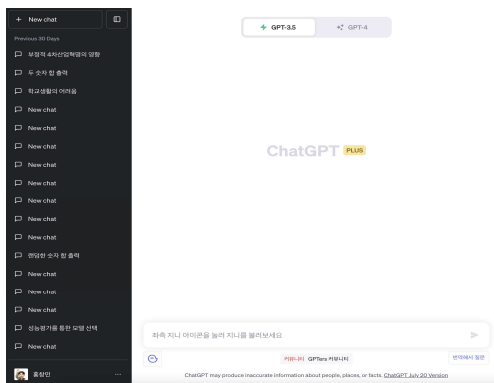 + New chat
Previous 30 Days
부정적 4차산업혁명의 영향
두 숫자 합 출력
학교생활의 어려움
New chat
New chat
New chat
New chat
New chat
New chat
New chat
New chat
랜덤한 숫자 합 출력
New chat
New chat
New chat
성능평가를 통한 모델 선택
New chat
홍창민
GPT-3.5
GPT-4
ChatGPT PLUS
좌측 지니 아이콘을 눌러 지니를 불러보세요
커뮤니티 GPTers 커뮤니티
번역해서 질문
ChatGPT may produce inaccurate information about people, places, or facts. ChatGPT July 20 Version